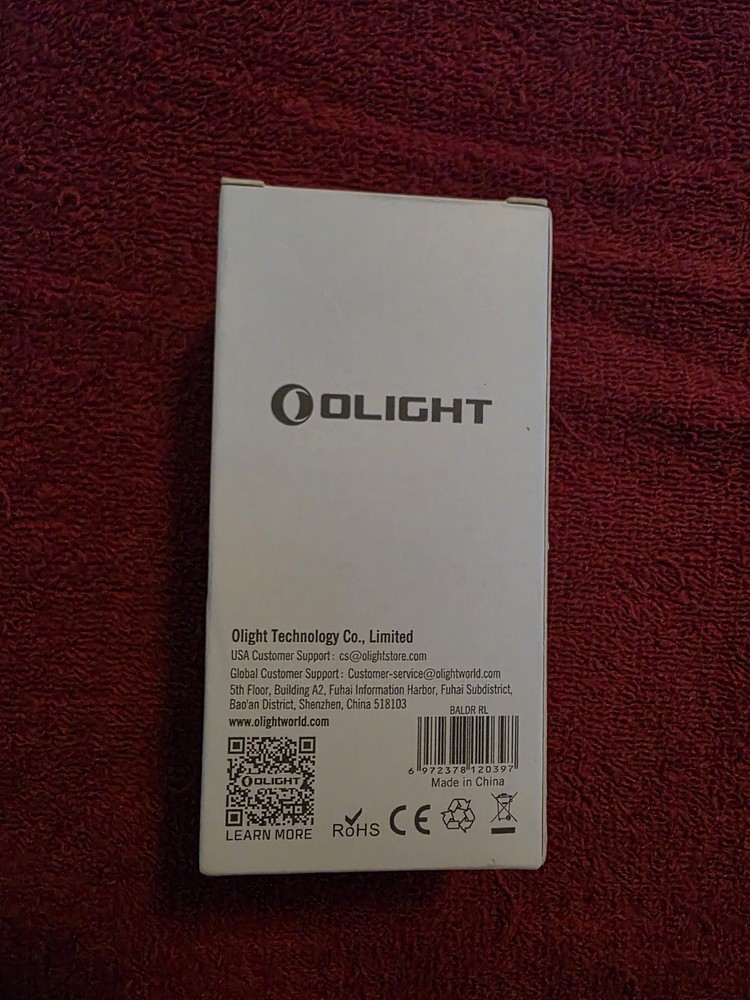 OLIGHT
Olight Technology Co., Limited
USA Customer Support: cs@olightstore.com
Global Customer Support: Customer-service@olightworld.com
5th Floor, Building A2, Fuhai Information Harbor, Fuhai Subdistrict,
Bao'an District, Shenzhen, China 518103
www.olightworld.com
BALDR RL
6 972378 120397
Made in China
OLIGHT
LEARN MORE
RoHS
CE